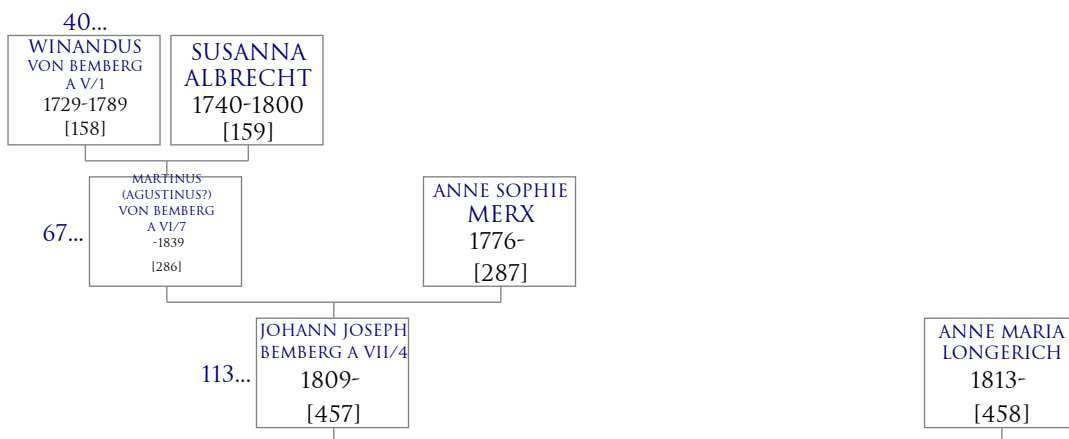 40...
WINANDUS
VON BEMBERG
A V/1
1729-1789
[158]
SUSANNA
ALBRECHT
1740-1800
[159]
67...
MARTINUS
(AGUSTINUS?)
VON BEMBERG
A VI/7
-1839
[286]
ANNE SOPHIE
MERX
1776-
[287]
113...
JOHANN JOSEPH
BEMBERG A VII/4
1809-
[457]
ANNE MARIA
LONGERICH
1813-
[458]